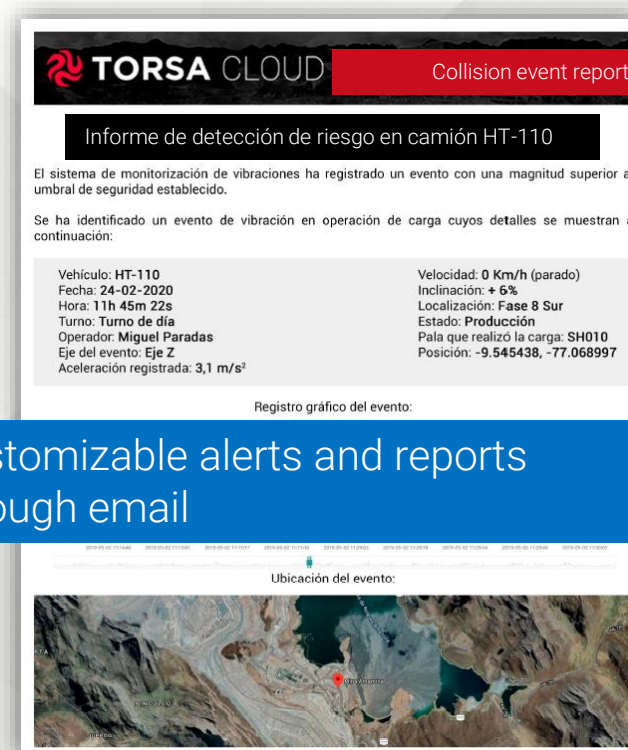 TORSA CLOUD
Collision event report
Informe de detección de riesgo en camión HT-110
El sistema de monitorización de vibraciones ha registrado un evento con una magnitud superior a
umbral de seguridad establecido.
Se ha identificado un evento de vibración en operación de carga cuyos detalles se muestran a
continuación:
Vehículo: HT-110
Fecha: 24-02-2020
Hora: 11h 45m 22s
Turno: Turno de día
Operador: Miguel Paradas
Eje del evento: Eje Z
Aceleración registrada: 3,1 m/s²
Velocidad: 0 Km/h (parado)
Inclinación: + 6%
Localización: Fase 8 Sur
Estado: Producción
Pala que realizó la carga: SH010
Posición: -9.545438, -77.068997
Registro gráfico del evento:
stomizable alerts and reports
ough email
Ubicación del evento: